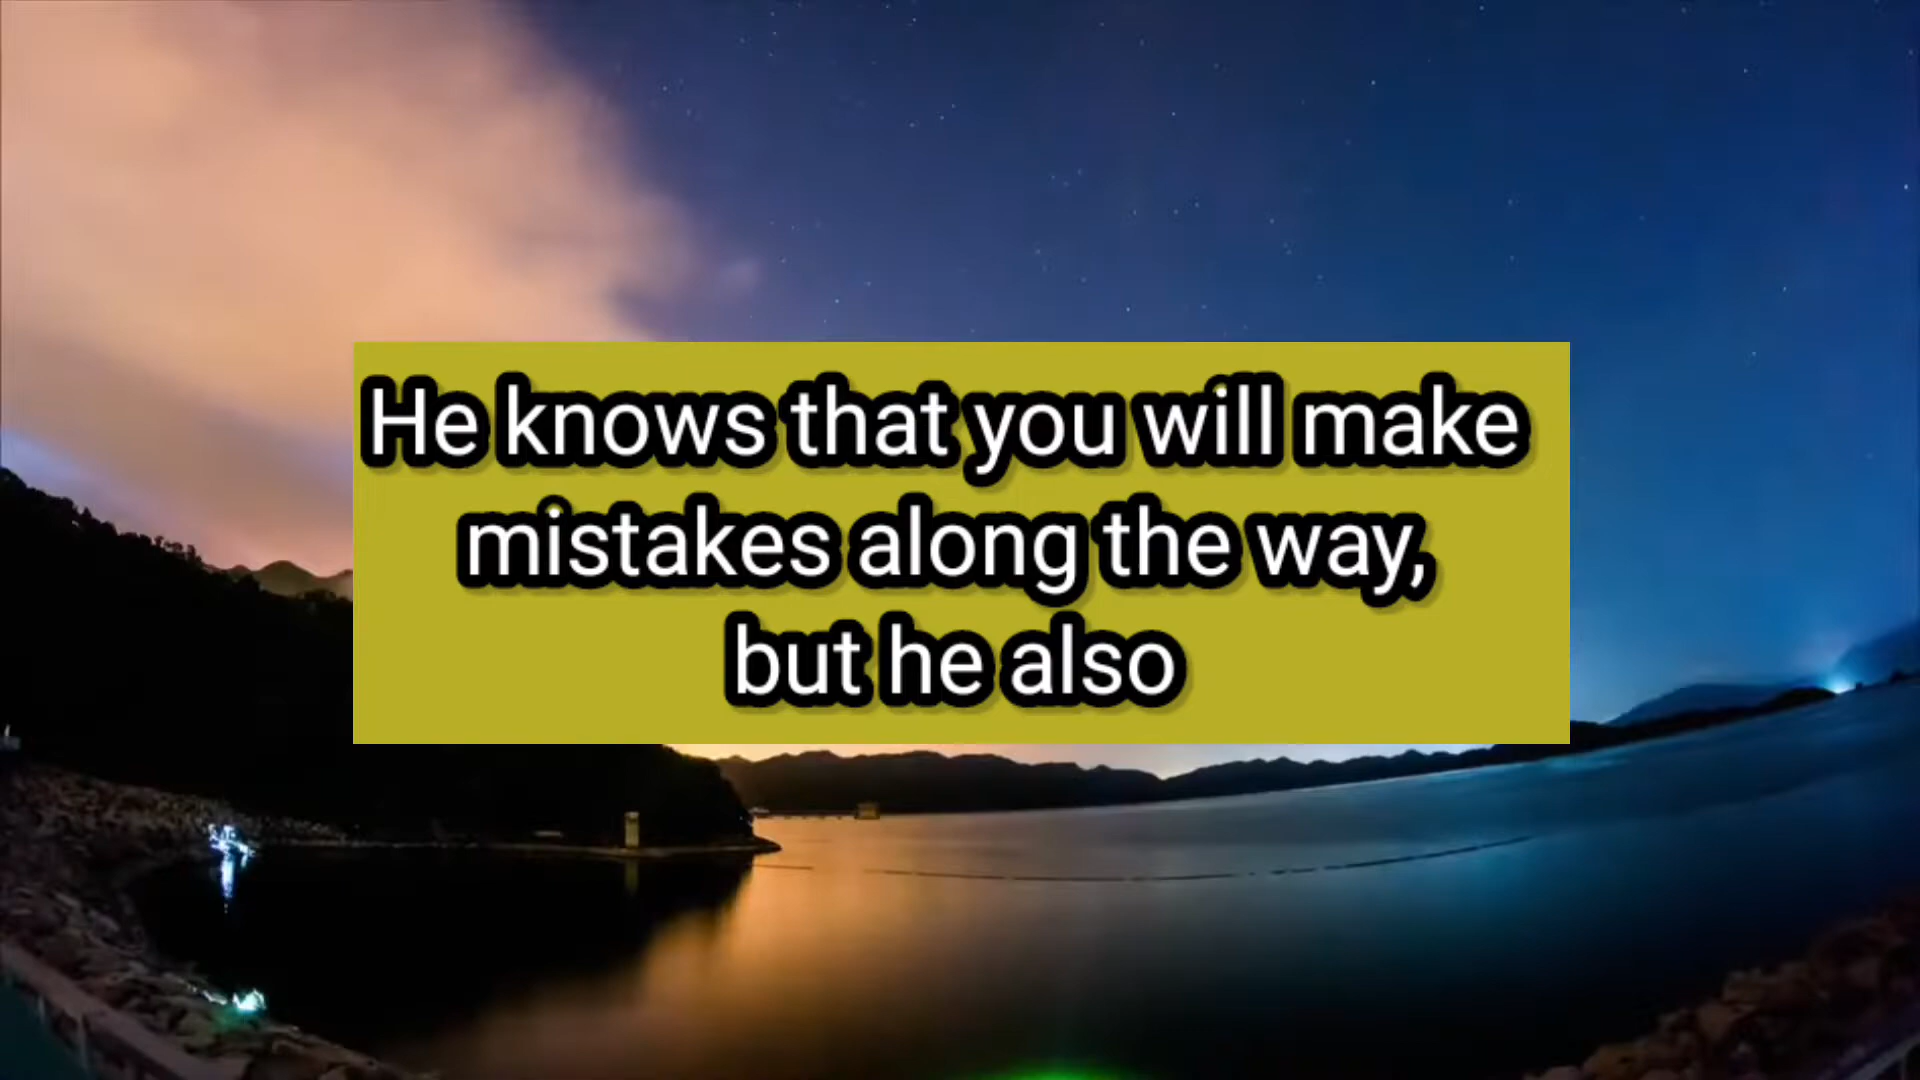 He knows that you will make
mistakes along the way,
but he also